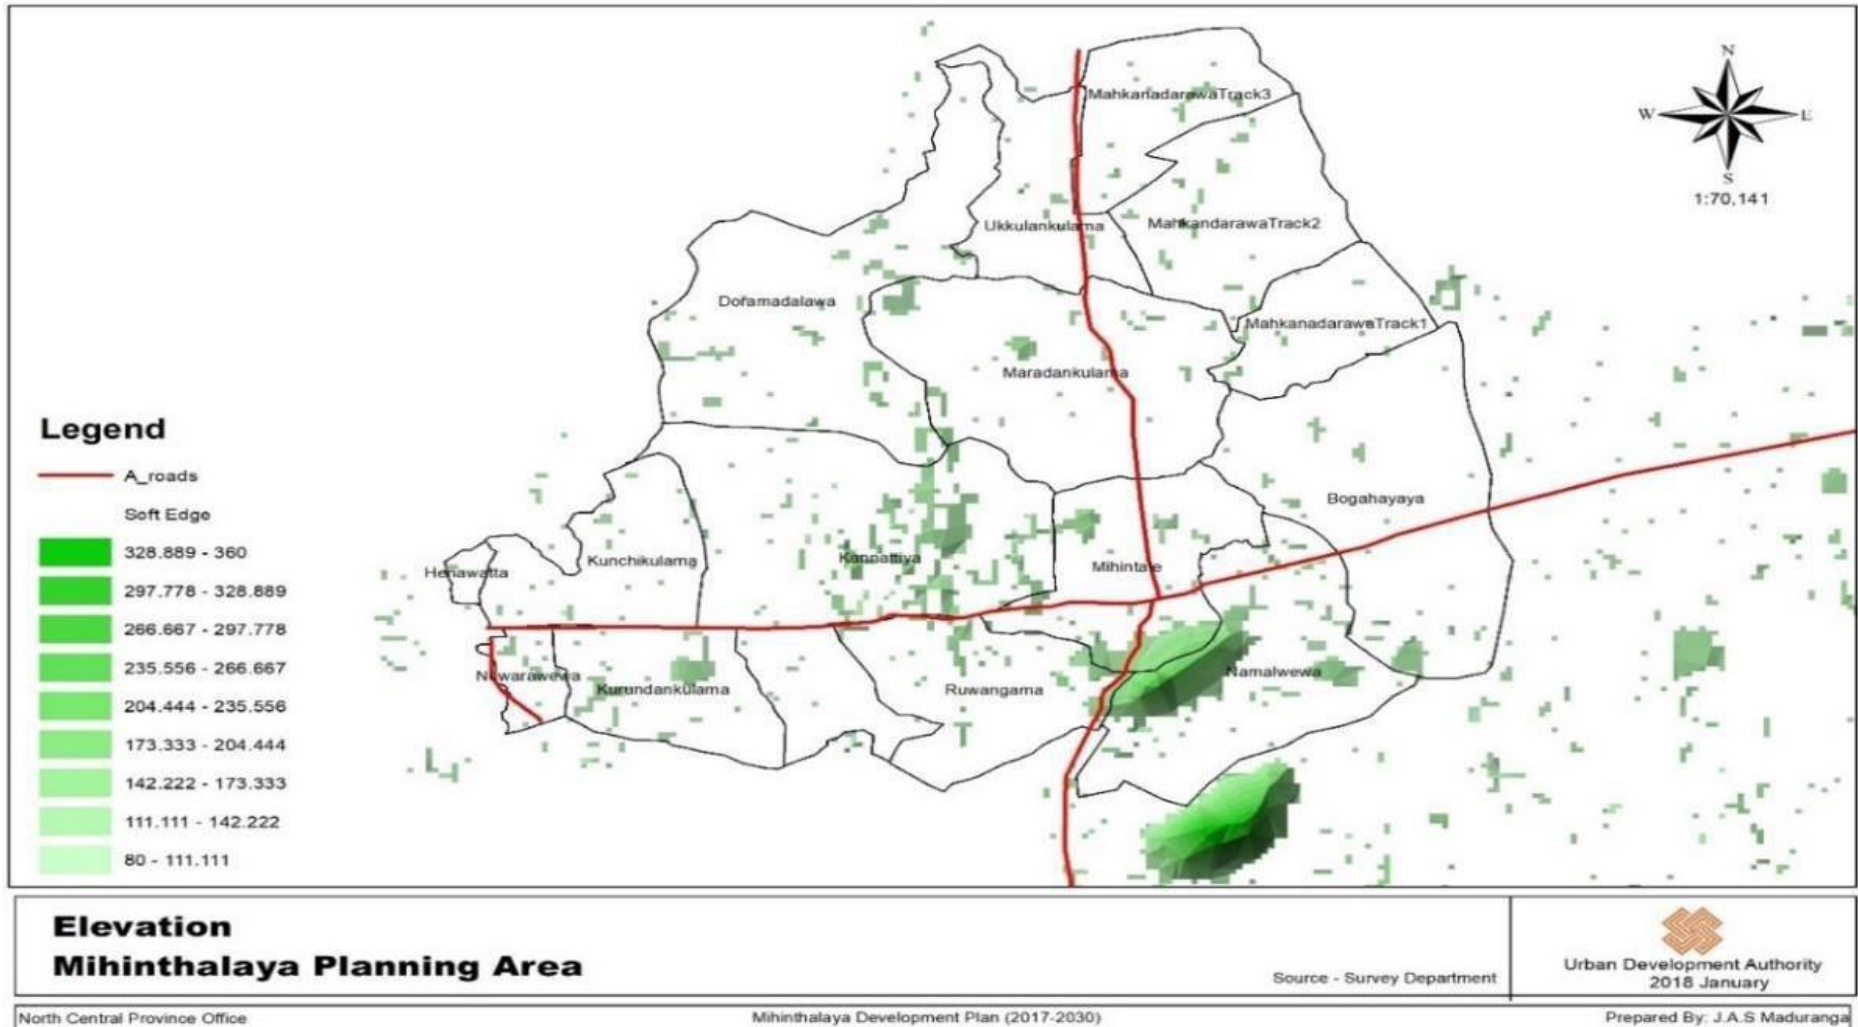 N
W
E
S
1:70,141
MahkanadarawaTrack3
Ukkulankulama
MahkandarawaTrack2
Doramadalawa
MahkanadarawaTrack1
Maradankulama
Bogahayaya
Kannattiya
Kunchikulama
Mihintale
Henawatta
Nuwarawewa
Kurundankulama
Ruwangama
Namalwewa
Legend
A_roads
Soft Edge
328.889 - 360
297.778 - 328.889
266.667 - 297.778
235.556 - 266.667
204.444 - 235.556
173.333 - 204.444
142.222 - 173.333
111.111 - 142.222
80 - 111.111
Elevation
Mihinthalaya Planning Area
Source - Survey Department
Urban Development Authority
2018 January
North Central Province Office
Mihinthalaya Development Plan (2017-2030)
Prepared By: J.A.S Maduranga